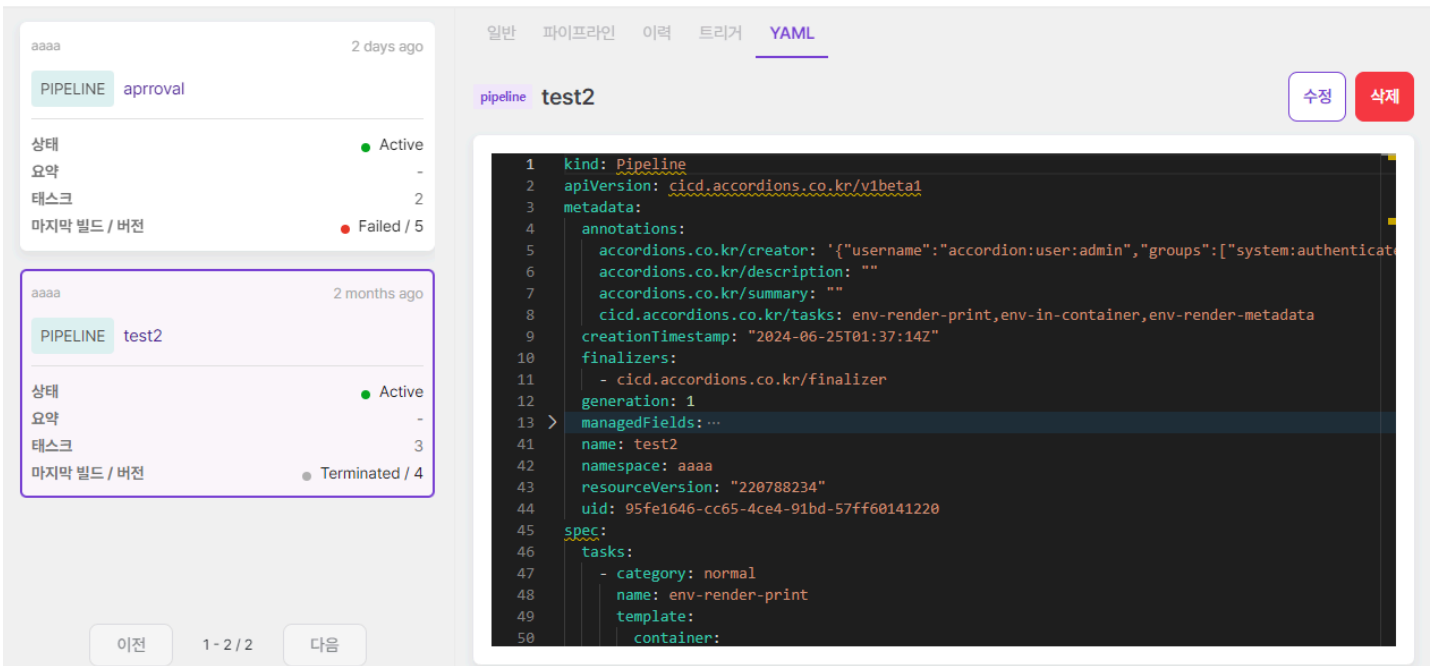 aaaa 2 days ago
PIPELINE aprroval
상태 Active
요약 -
태스크 2
마지막 빌드 / 버전 Failed / 5
aaaa 2 months ago
PIPELINE test2
상태 Active
요약 -
태스크 3
마지막 빌드 / 버전 Terminated / 4
이전 1 - 2 / 2 다음
일반 파이프라인 이력 트리거 YAML
pipeline test2 수정 삭제
1 kind: Pipeline
2 apiVersion: cicd.accordions.co.kr/v1beta1
3 metadata:
4 annotations:
5 accordions.co.kr/creator: '{"username":"accordion:user:admin","groups":["system:authenticate
6 accordions.co.kr/description: ""
7 accordions.co.kr/summary: ""
8 cicd.accordions.co.kr/tasks: env-render-print,env-in-container,env-render-metadata
9 creationTimestamp: "2024-06-25T01:37:14Z"
10 finalizers:
11 - cicd.accordions.co.kr/finalizer
12 generation: 1
13 managedFields: ···
41 name: test2
42 namespace: aaaa
43 resourceVersion: "220788234"
44 uid: 95fe1646-cc65-4ce4-91bd-57ff60141220
45 spec:
46 tasks:
47 - category: normal
48 name: env-render-print
49 template:
50 container: